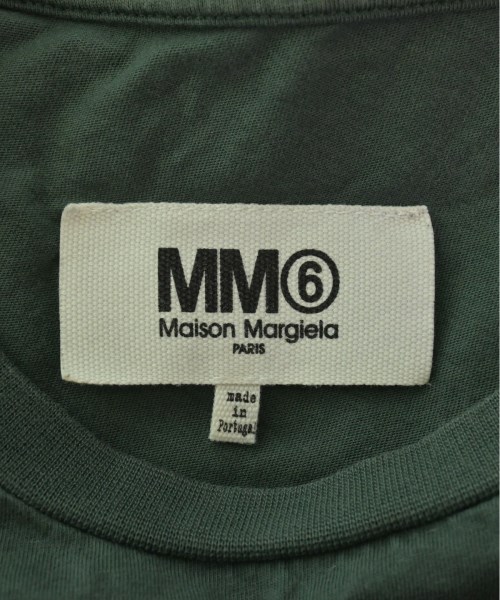 MM⑥
Maison Margiela
PARIS
made
in
Portugal